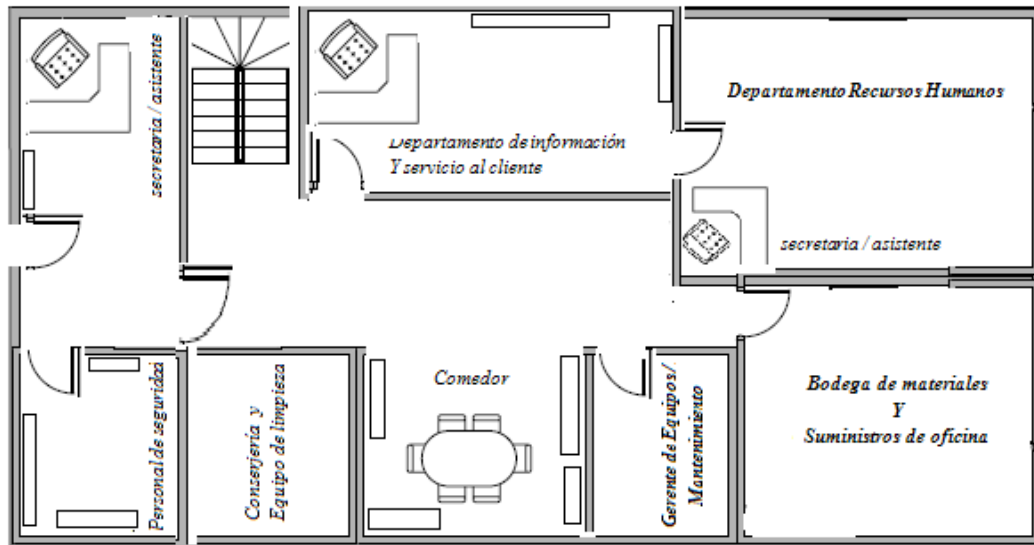 secretaria / asistente
Departamento de información
Y servicio al cliente
Departamento Recursos Humanos
secretaria / asistente
Personal de seguridad
Conserjería y
Equipo de limpieza
Comedor
Gerente de Equipos/
Mantenimiento
Bodega de materiales
Y
Suministros de oficina